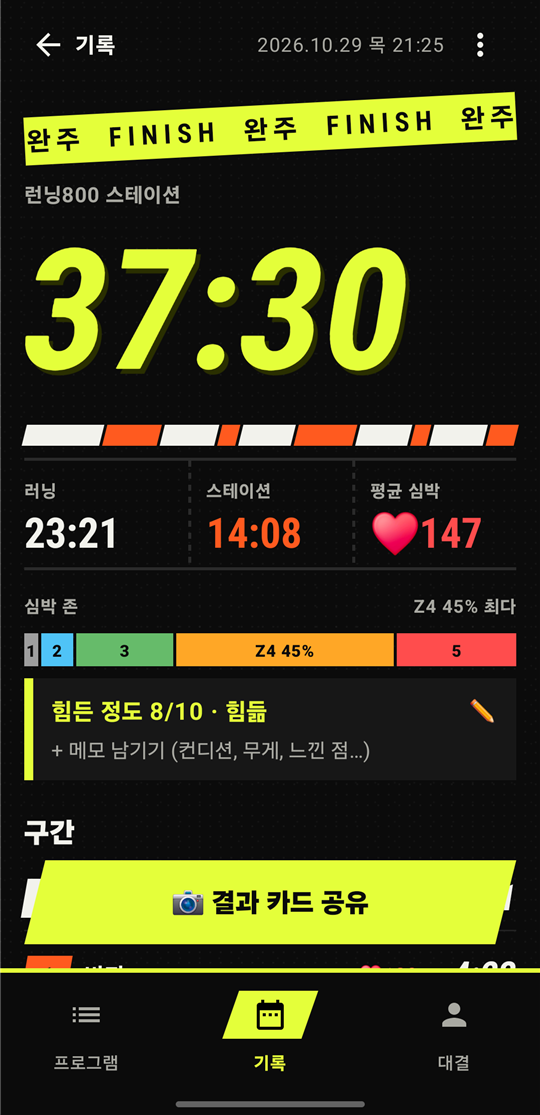 기록 2026.10.29 목 21:25
완주 FINISH 완주 FINISH 완주
런닝800 스테이션
37:30
러닝 스테이션 평균 심박
23:21 14:08 147
심박 존 Z4 45% 최다
1 2 3 Z4 45% 5
힘든 정도 8/10 · 힘듦
+ 메모 남기기 (컨디션, 무게, 느낀 점…)
구간
결과 카드 공유
프로그램 기록 대결